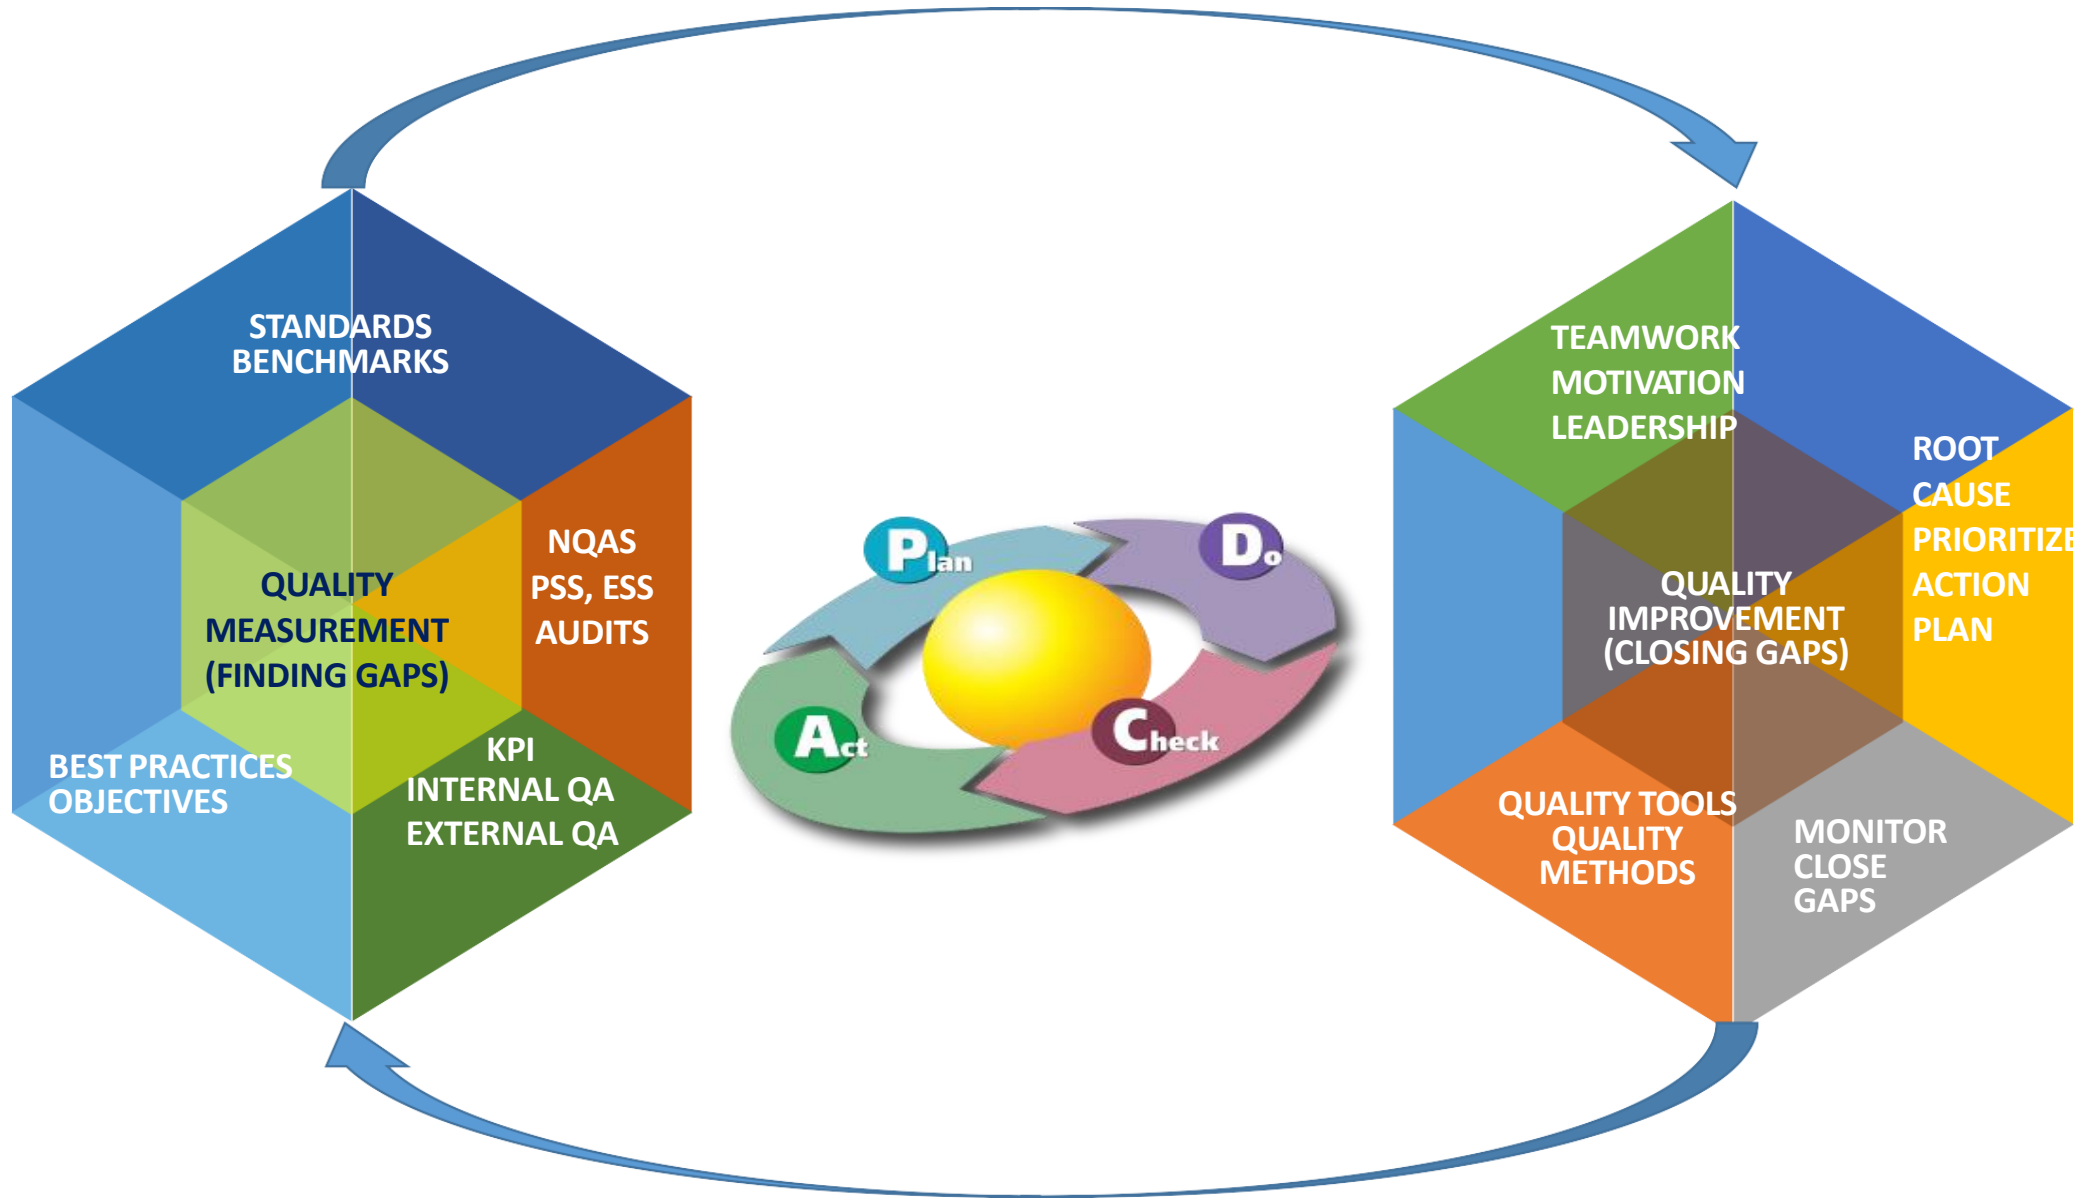 STANDARDS
BENCHMARKS
NQAS
PSS, ESS
AUDITS
QUALITY
MEASUREMENT
(FINDING GAPS)
BEST PRACTICES
OBJECTIVES
KPI
INTERNAL QA
EXTERNAL QA
Plan
Do
Act
Check
TEAMWORK
MOTIVATION
LEADERSHIP
ROOT
CAUSE
PRIORITIZE
ACTION
PLAN
QUALITY
IMPROVEMENT
(CLOSING GAPS)
QUALITY TOOLS
QUALITY
METHODS
MONITOR
CLOSE
GAPS